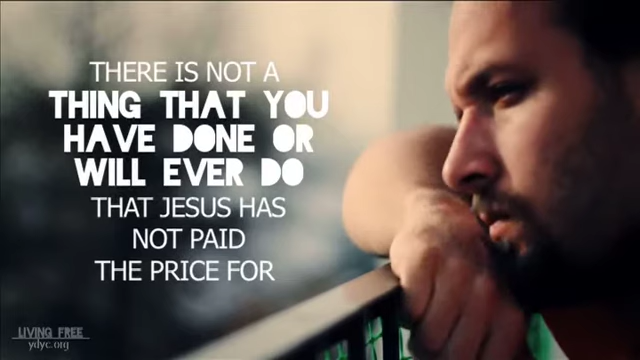 THERE IS NOT A
THING THAT YOU
HAVE DONE OR
WILL EVER DO
THAT JESUS HAS
NOT PAID
THE PRICE FOR
LIVING FREE
ydyc.org